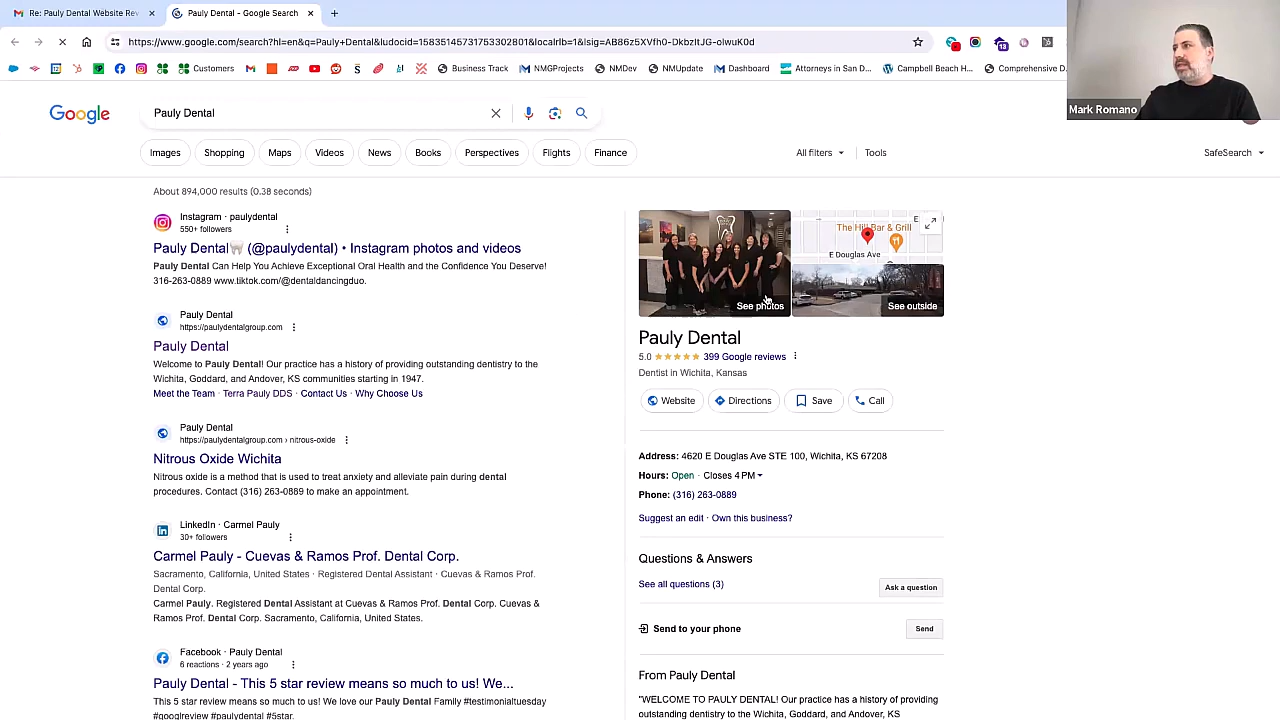 Re: Pauly Dental Website Rev
Pauly Dental - Google Search
https://www.google.com/search?hl=en&q=Pauly+Dental&ludocid=15835145731763302801&localrlb=1&lsig=AB86z5XVfh0-DkbzltJG-olwuK0d
Customers
Business Tools
NMGProjects
NMDev
NMUpdate
Dashboard
Attorneys in San D...
Campbell Beach H...
Comprehensive D...
Mark Romano
Google
Pauly Dental
Images
Shopping
Maps
Videos
News
Books
Perspectives
Flights
Finance
All filters
Tools
SafeSearch
About 894,000 results (0.38 seconds)
Instagram · paulydental
550+ followers
Pauly Dental🦷 (@paulydental) • Instagram photos and videos
Pauly Dental Can Help You Achieve Exceptional Oral Health and the Confidence You Deserve!
316-263-0889 www.tiktok.com/@dentaldancingduo.
Pauly Dental
https://paulydentalgroup.com
Pauly Dental
Welcome to Pauly Dental! Our practice has a history of providing outstanding dentistry to the
Wichita, Goddard, and Andover, KS communities starting in 1947.
Meet the Team · Terra Pauly DDS · Contact Us · Why Choose Us
Pauly Dental
https://paulydentalgroup.com › nitrous-oxide
Nitrous Oxide Wichita
Nitrous oxide is a method that is used to treat anxiety and alleviate pain during dental
procedures. Contact (316) 263-0889 to make an appointment.
LinkedIn · Carmel Pauly
30+ followers
Carmel Pauly - Cuevas & Ramos Prof. Dental Corp.
Sacramento, California, United States · Registered Dental Assistant · Cuevas & Ramos Prof.
Dental Corp.
Carmel Pauly. Registered Dental Assistant at Cuevas & Ramos Prof. Dental Corp. Cuevas &
Ramos Prof. Dental Corp. Sacramento, California, United States.
Facebook · Pauly Dental
6 reactions · 2 years ago
Pauly Dental - This 5 star review means so much to us! We...
This 5 star review means so much to us! We love our Pauly Dental Family #testimonialtuesday
#googlreview #paulydental #5star.
See photos
The Hill Bar & Grill
E Douglas Ave
See outside
Pauly Dental
5.0 399 Google reviews
Dentist in Wichita, Kansas
Website
Directions
Save
Call
Address: 4620 E Douglas Ave STE 100, Wichita, KS 67208
Hours: Open · Closes 4 PM
Phone: (316) 263-0889
Suggest an edit · Own this business?
Questions & Answers
See all questions (3)
Ask a question
Send to your phone
Send
From Pauly Dental
"WELCOME TO PAULY DENTAL! Our practice has a history of providing
outstanding dentistry to the Wichita, Goddard, and Andover, KS